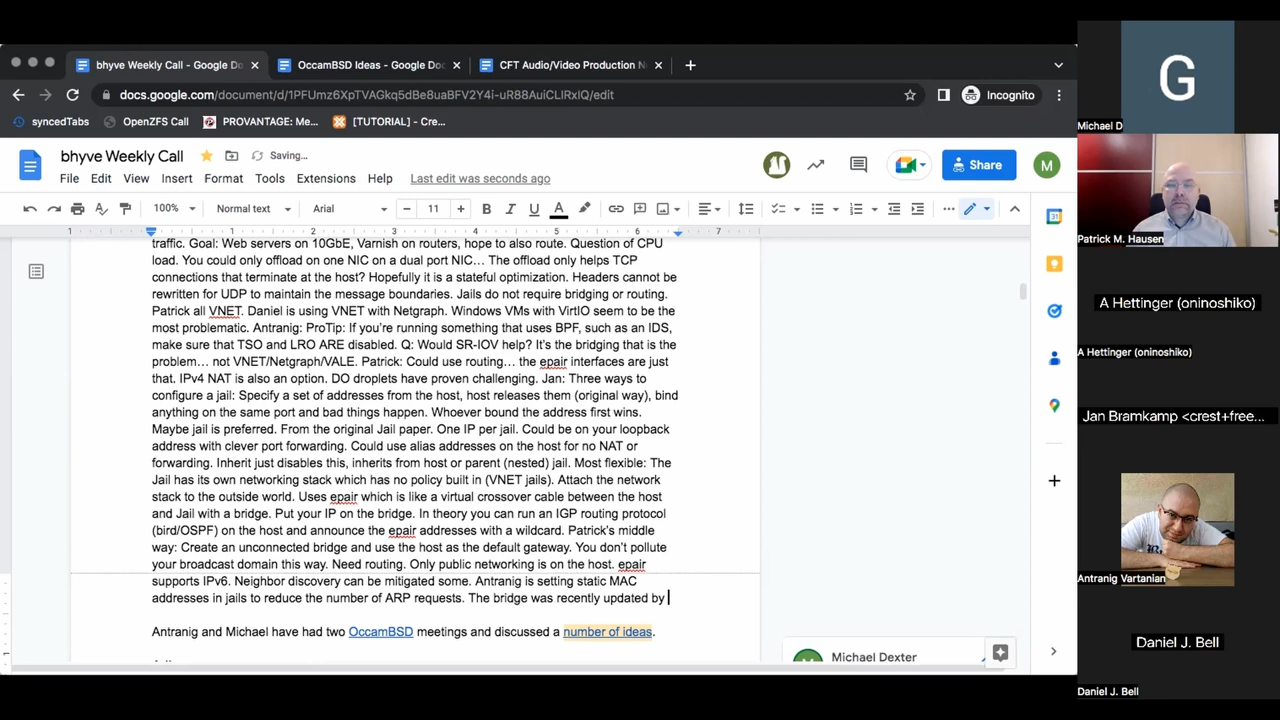 bhyve Weekly Call - Google Do
OccamBSD Ideas - Google Doc
CFT Audio/Video Production N
docs.google.com/document/d/1PFUmz6XpTVAGkq5dBe8uaBFV2Y4i-uR88AuiCLlRxlQ/edit
Incognito
syncedTabs
OpenZFS Call
PROVANTAGE: Me...
[TUTORIAL] - Cre...
bhyve Weekly Call
Saving...
Share
M
File Edit View Insert Format Tools Extensions Help Last edit was seconds ago
100% Normal text Arial 11 B I U A
1 1 2 3 4 5 6 7
traffic. Goal: Web servers on 10GbE, Varnish on routers, hope to also route. Question of CPU
load. You could only offload on one NIC on a dual port NIC… The offload only helps TCP
connections that terminate at the host? Hopefully it is a stateful optimization. Headers cannot be
rewritten for UDP to maintain the message boundaries. Jails do not require bridging or routing.
Patrick all VNET. Daniel is using VNET with Netgraph. Windows VMs with VirtIO seem to be the
most problematic. Antranig: ProTip: If you're running something that uses BPF, such as an IDS,
make sure that TSO and LRO ARE disabled. Q: Would SR-IOV help? It's the bridging that is the
problem… not VNET/Netgraph/VALE. Patrick: Could use routing… the epair interfaces are just
that. IPv4 NAT is also an option. DO droplets have proven challenging. Jan: Three ways to
configure a jail: Specify a set of addresses from the host, host releases them (original way), bind
anything on the same port and bad things happen. Whoever bound the address first wins.
Maybe jail is preferred. From the original Jail paper. One IP per jail. Could be on your loopback
address with clever port forwarding. Could use alias addresses on the host for no NAT or
forwarding. Inherit just disables this, inherits from host or parent (nested) jail. Most flexible: The
Jail has its own networking stack which has no policy built in (VNET jails). Attach the network
stack to the outside world. Uses epair which is like a virtual crossover cable between the host
and Jail with a bridge. Put your IP on the bridge. In theory you can run an IGP routing protocol
(bird/OSPF) on the host and announce the epair addresses with a wildcard. Patrick's middle
way: Create an unconnected bridge and use the host as the default gateway. You don't pollute
your broadcast domain this way. Need routing. Only public networking is on the host. epair
supports IPv6. Neighbor discovery can be mitigated some. Antranig is setting static MAC
addresses in jails to reduce the number of ARP requests. The bridge was recently updated by
Antranig and Michael have had two OccamBSD meetings and discussed a number of ideas.
Michael Dexter
G
Michael D
Patrick M. Hausen
A Hettinger (oninoshiko)
A Hettinger (oninoshiko)
Jan Bramkamp <crest+free...
Antranig Vartanian
Daniel J. Bell
Daniel J. Bell